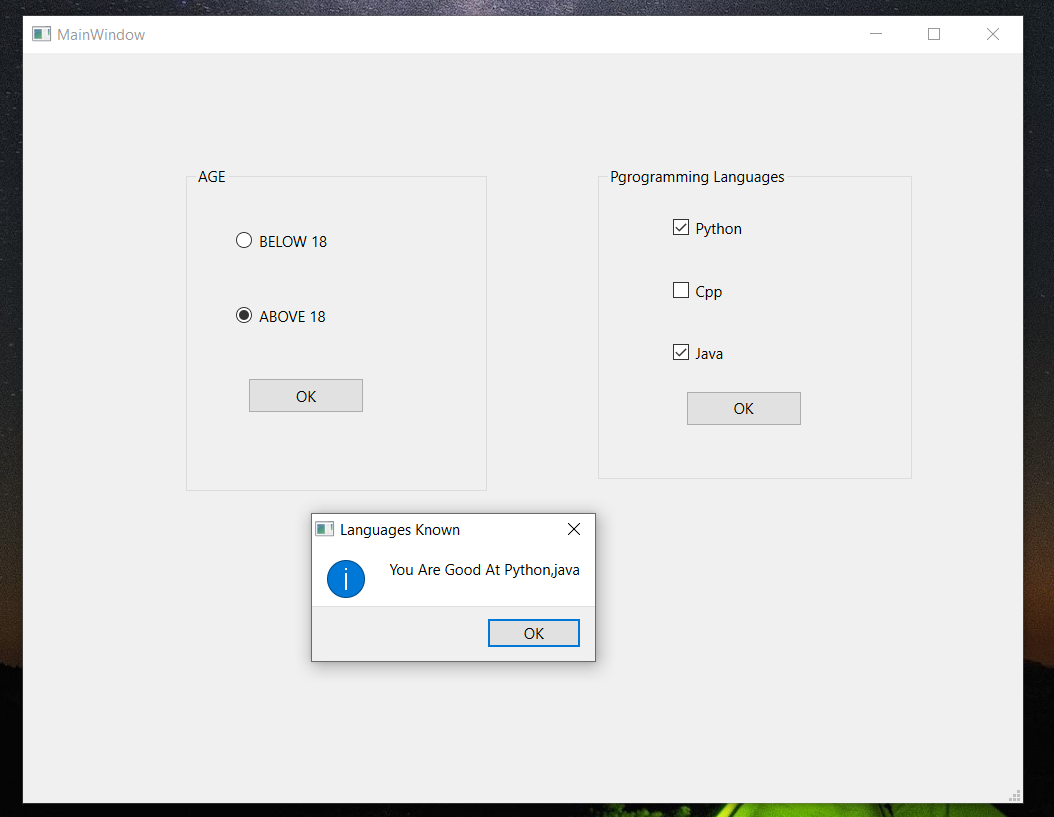 MainWindow
AGE
BELOW 18
ABOVE 18
OK
Pgrogramming Languages
Python
Cpp
Java
OK
Languages Known
You Are Good At Python,java
OK